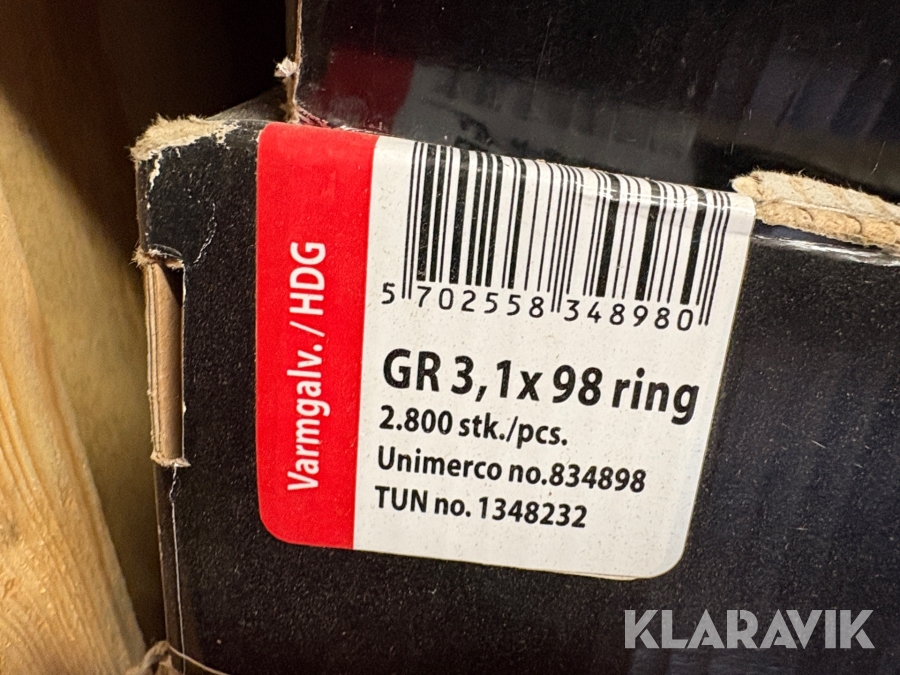 Varmgalv. / HDG
5 702558 348980
GR 3,1x 98 ring
2.800 stk./pcs.
Unimerco no.834898
TUN no. 1348232
KLARAVIK